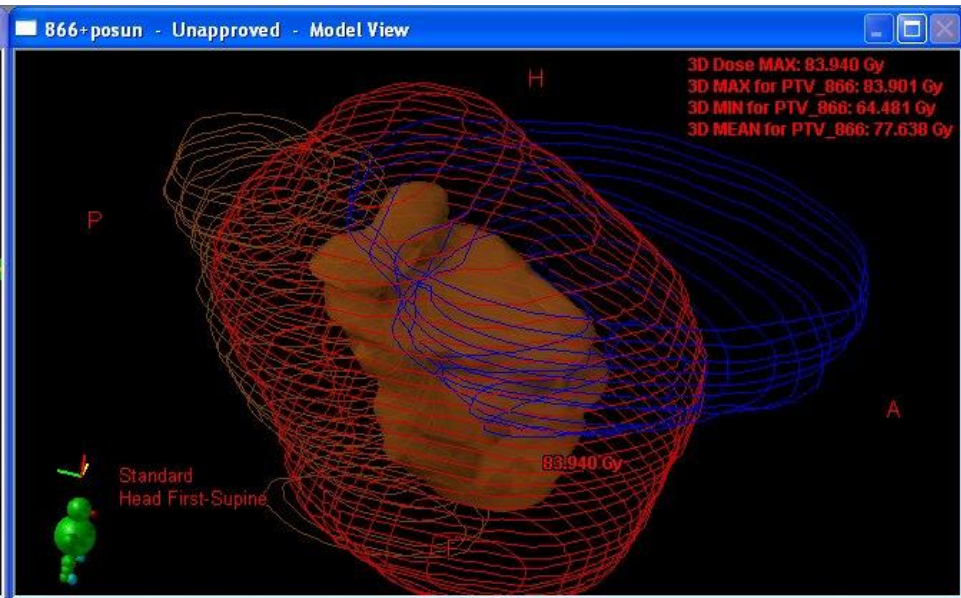 866+posun - Unapproved - Model View
3D Dose MAX: 83.940 Gy
3D MAX for PTV_866: 83.901 Gy
3D MIN for PTV_866: 64.481 Gy
3D MEAN for PTV_866: 77.638 Gy
H
P
A
83.940 Gy
Standard
Head First-Supine